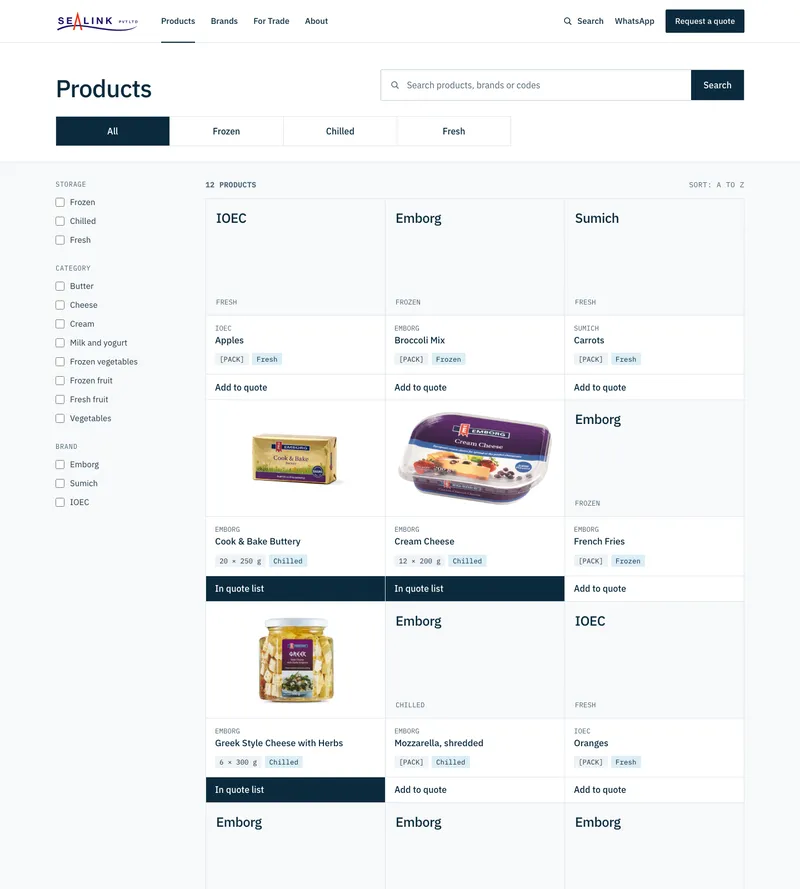 SEALINK PVT LTD
Products Brands For Trade About Search WhatsApp Request a quote
Products
Search products, brands or codes Search
All Frozen Chilled Fresh
STORAGE
Frozen
Chilled
Fresh
CATEGORY
Butter
Cheese
Cream
Milk and yogurt
Frozen vegetables
Frozen fruit
Fresh fruit
Vegetables
BRAND
Emborg
Sumich
IOEC
12 PRODUCTS SORT: A TO Z
IOEC
FRESH
IOEC
Apples
[PACK] Fresh
Add to quote
Emborg
FROZEN
EMBORG
Broccoli Mix
[PACK] Frozen
Add to quote
Sumich
FRESH
SUMICH
Carrots
[PACK] Fresh
Add to quote
EMBORG
Cook & Bake
EMBORG
Cook & Bake Buttery
20 × 250 g Chilled
In quote list
EMBORG
Cream Cheese
EMBORG
Cream Cheese
12 × 200 g Chilled
In quote list
Emborg
FROZEN
EMBORG
French Fries
[PACK] Frozen
Add to quote
GREEK
EMBORG
Greek Style Cheese with Herbs
6 × 300 g Chilled
In quote list
Emborg
CHILLED
EMBORG
Mozzarella, shredded
[PACK] Chilled
Add to quote
IOEC
FRESH
IOEC
Oranges
[PACK] Fresh
Add to quote
Emborg
Emborg
Emborg